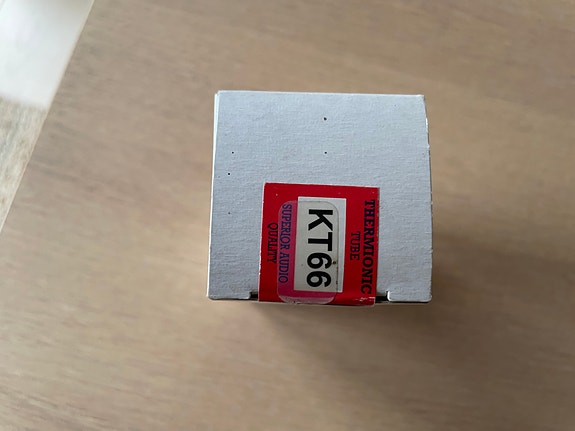 THERMIONIC
TUBE
KT66
SUPERIOR AUDIO
QUALITY